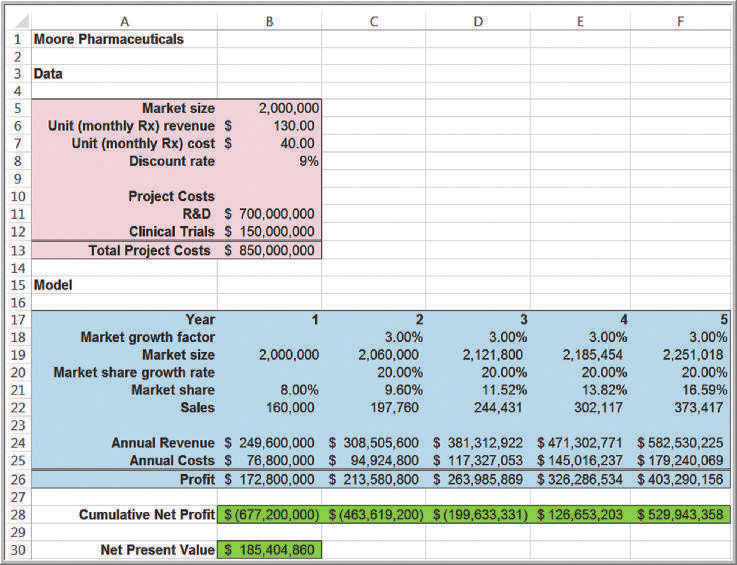 A B C D E F
1 Moore Pharmaceuticals
2
3 Data
4
5 Market size 2,000,000
6 Unit (monthly Rx) revenue $ 130.00
7 Unit (monthly Rx) cost $ 40.00
8 Discount rate 9%
9
10 Project Costs
11 R&D $ 700,000,000
12 Clinical Trials $ 150,000,000
13 Total Project Costs $ 850,000,000
14
15 Model
16
17 Year 1 2 3 4 5
18 Market growth factor 3.00% 3.00% 3.00% 3.00%
19 Market size 2,000,000 2,060,000 2,121,800 2,185,454 2,251,018
20 Market share growth rate 20.00% 20.00% 20.00% 20.00%
21 Market share 8.00% 9.60% 11.52% 13.82% 16.59%
22 Sales 160,000 197,760 244,431 302,117 373,417
23
24 Annual Revenue $ 249,600,000 $ 308,505,600 $ 381,312,922 $ 471,302,771 $ 582,530,225
25 Annual Costs $ 76,800,000 $ 94,924,800 $ 117,327,053 $ 145,016,237 $ 179,240,069
26 Profit $ 172,800,000 $ 213,580,800 $ 263,985,869 $ 326,286,534 $ 403,290,156
27
28 Cumulative Net Profit $ (677,200,000) $ (463,619,200) $ (199,633,331) $ 126,653,203 $ 529,943,358
29
30 Net Present Value $ 185,404,860